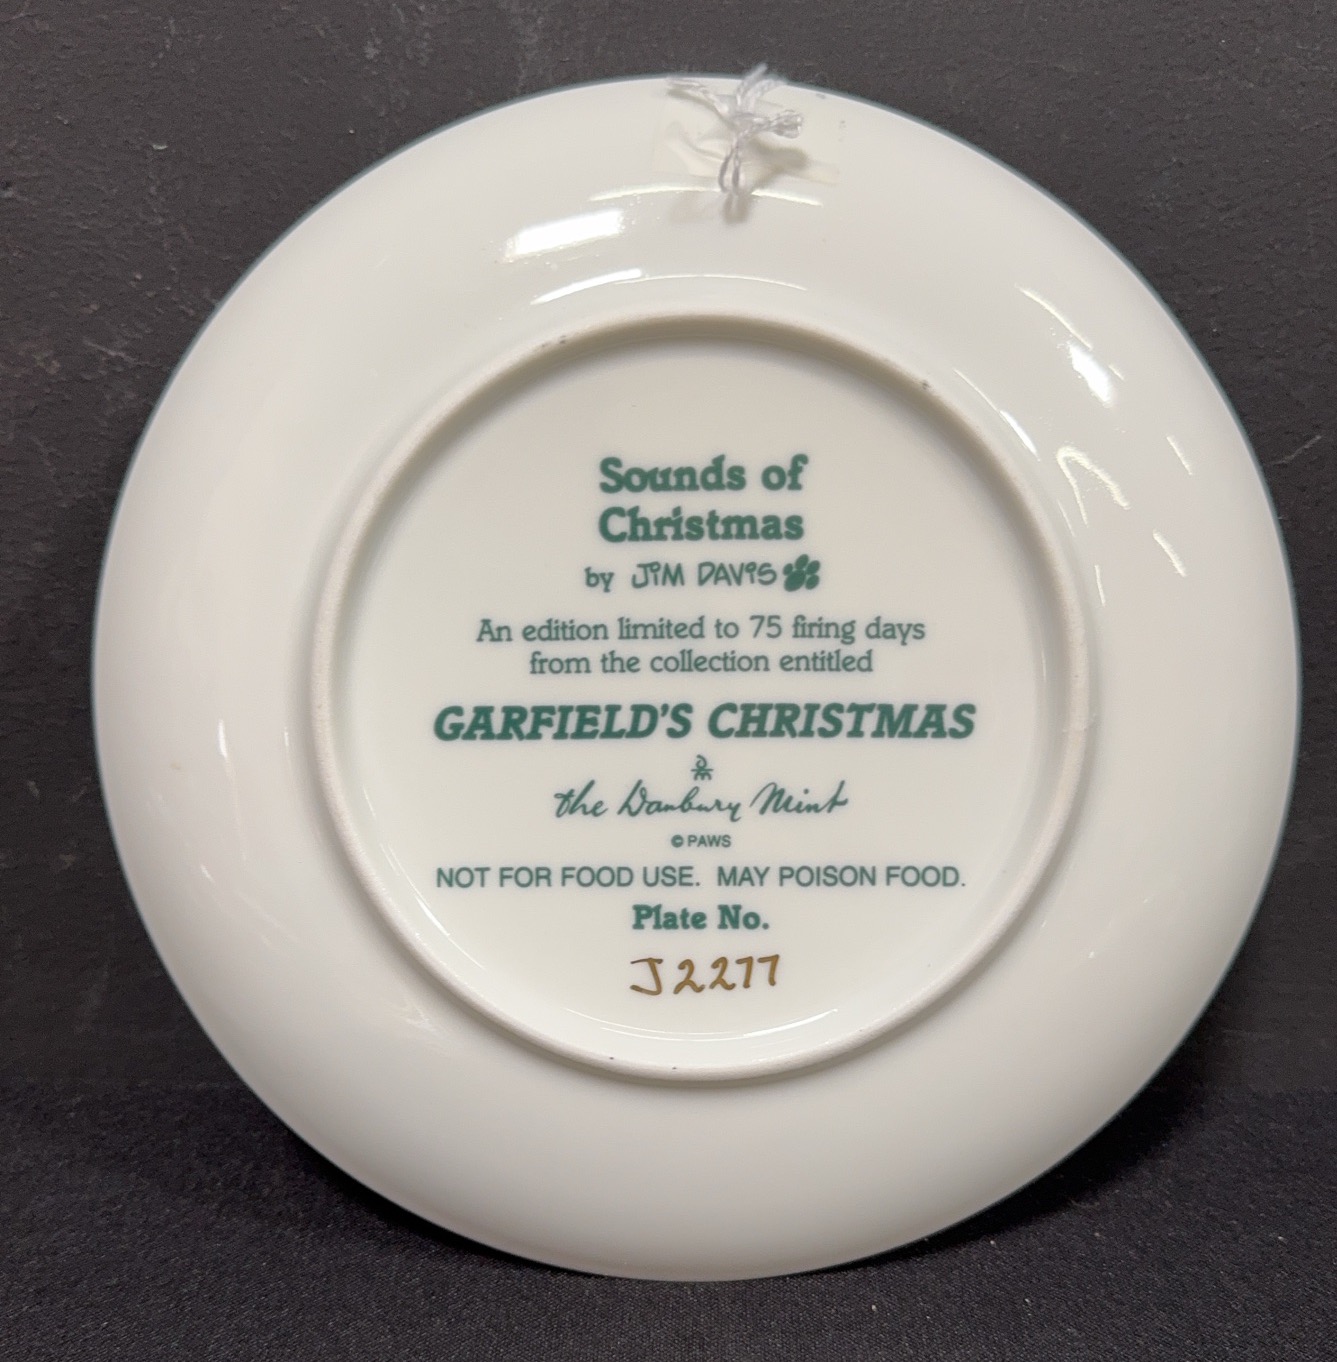 Sounds of
Christmas
by JIM DAVIS
An edition limited to 75 firing days
from the collection entitled
GARFIELD'S CHRISTMAS
DM
the Danbury Mint
© PAWS
NOT FOR FOOD USE. MAY POISON FOOD.
Plate No.
J2277